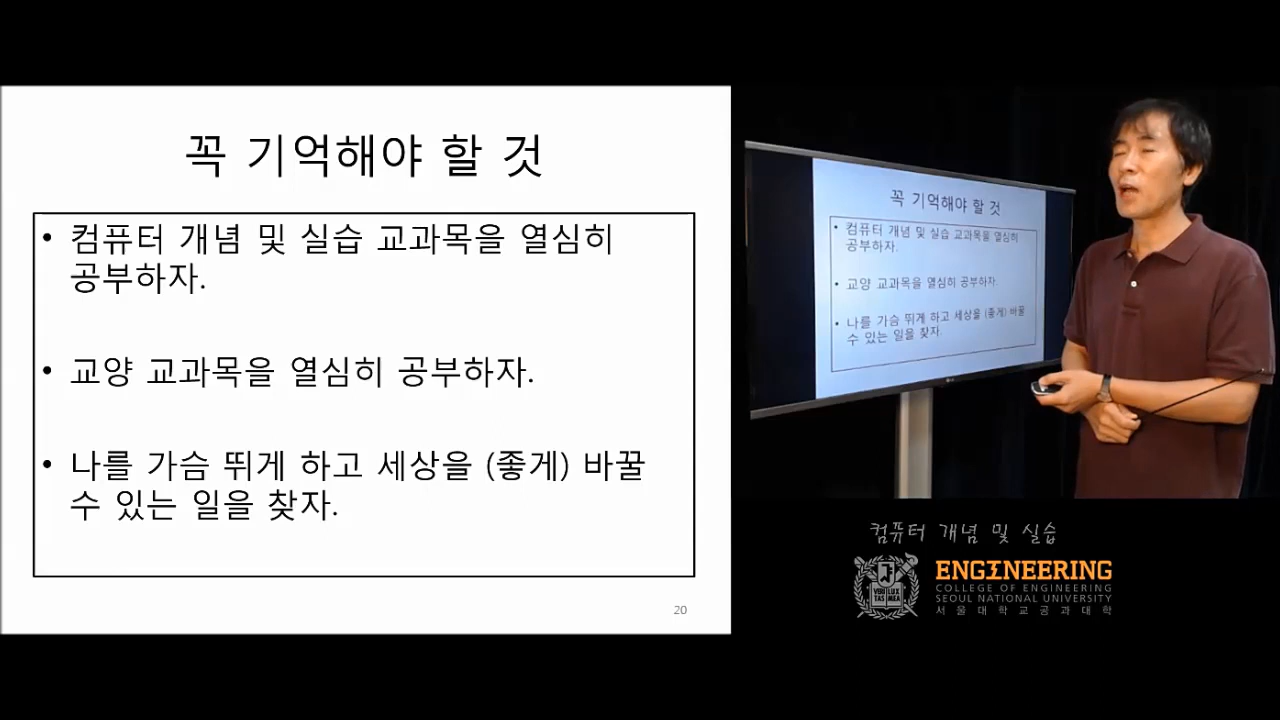 꼭 기억해야 할 것
• 컴퓨터 개념 및 실습 교과목을 열심히
공부하자.
• 교양 교과목을 열심히 공부하자.
• 나를 가슴 뛰게 하고 세상을 (좋게) 바꿀
수 있는 일을 찾자.
20
꼭 기억해야 할 것
• 컴퓨터 개념 및 실습 교과목을 열심히
공부하자.
• 교양 교과목을 열심히 공부하자.
• 나를 가슴 뛰게 하고 세상을 (좋게) 바꿀
수 있는 일을 찾자.
컴퓨터 개념 및 실습
ENGINEERING
COLLEGE OF ENGINEERING
SEOUL NATIONAL UNIVERSITY
서울대학교공과대학